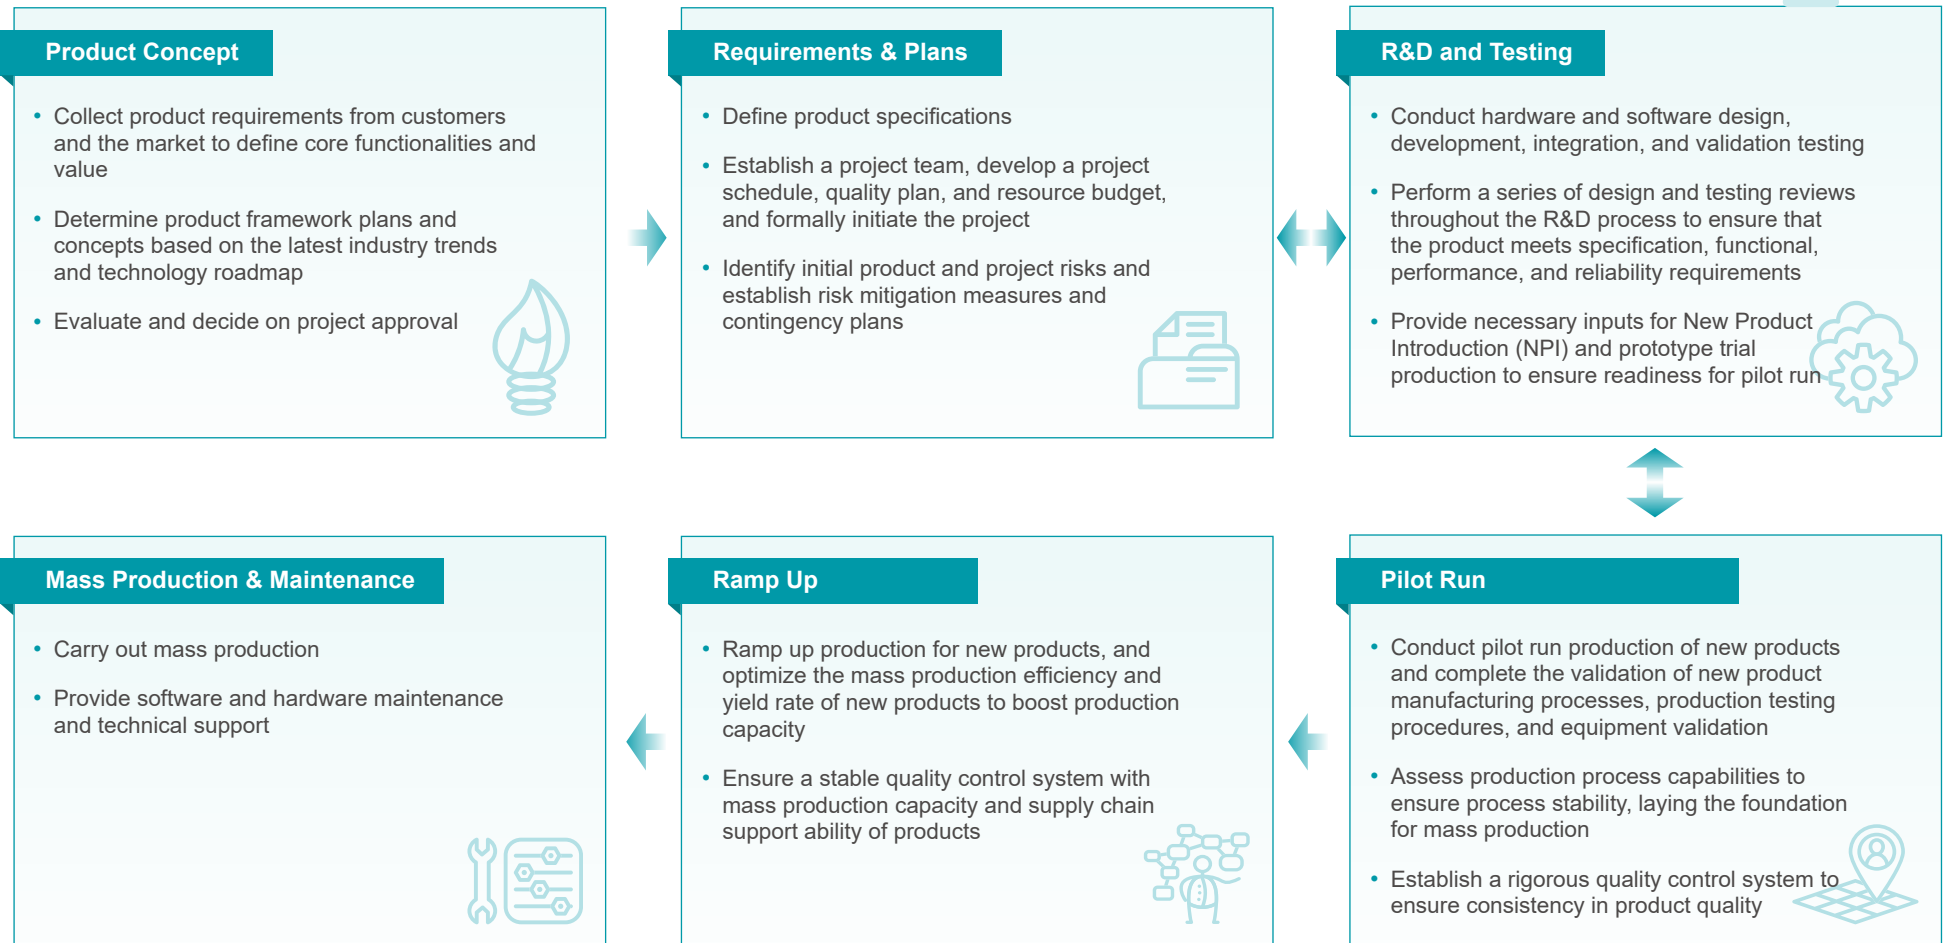 Product Concept
• Collect product requirements from customers
and the market to define core functionalities and
value
• Determine product framework plans and
concepts based on the latest industry trends
and technology roadmap
• Evaluate and decide on project approval
Requirements & Plans
• Define product specifications
• Establish a project team, develop a project
schedule, quality plan, and resource budget,
and formally initiate the project
• Identify initial product and project risks and
establish risk mitigation measures and
contingency plans
R&D and Testing
• Conduct hardware and software design,
development, integration, and validation testing
• Perform a series of design and testing reviews
throughout the R&D process to ensure that
the product meets specification, functional,
performance, and reliability requirements
• Provide necessary inputs for New Product
Introduction (NPI) and prototype trial
production to ensure readiness for pilot run
Mass Production & Maintenance
• Carry out mass production
• Provide software and hardware maintenance
and technical support
Ramp Up
• Ramp up production for new products, and
optimize the mass production efficiency and
yield rate of new products to boost production
capacity
• Ensure a stable quality control system with
mass production capacity and supply chain
support ability of products
Pilot Run
• Conduct pilot run production of new products
and complete the validation of new product
manufacturing processes, production testing
procedures, and equipment validation
• Assess production process capabilities to
ensure process stability, laying the foundation
for mass production
• Establish a rigorous quality control system to
ensure consistency in product quality